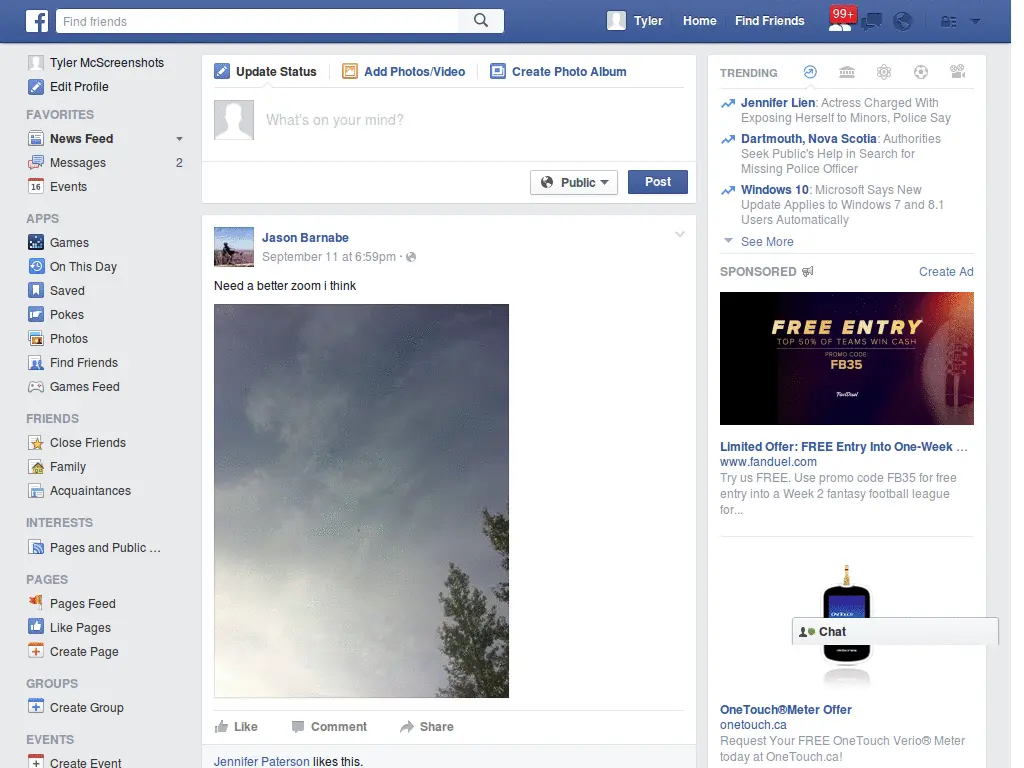 Find friends
Tyler
Home
Find Friends
99+
Tyler McScreenshots
Edit Profile
FAVORITES
News Feed
Messages 2
16 Events
APPS
Games
On This Day
Saved
Pokes
Photos
Find Friends
Games Feed
FRIENDS
Close Friends
Family
Acquaintances
INTERESTS
Pages and Public ...
PAGES
Pages Feed
Like Pages
Create Page
GROUPS
Create Group
EVENTS
Create Event
Update Status
Add Photos/Video
Create Photo Album
What's on your mind?
Public
Post
Jason Barnabe
September 11 at 6:59pm ·
Need a better zoom i think
Like
Comment
Share
Jennifer Paterson likes this.
TRENDING
Jennifer Lien: Actress Charged With
Exposing Herself to Minors, Police Say
Dartmouth, Nova Scotia: Authorities
Seek Public's Help in Search for
Missing Police Officer
Windows 10: Microsoft Says New
Update Applies to Windows 7 and 8.1
Users Automatically
See More
SPONSORED
Create Ad
FREE ENTRY
TOP 50% OF TEAMS WIN CASH
PROMO CODE
FB35
FanDuel
Limited Offer: FREE Entry Into One-Week ...
www.fanduel.com
Try us FREE. Use promo code FB35 for free
entry into a Week 2 fantasy football league
for...
Chat
OneTouch®Meter Offer
onetouch.ca
Request Your FREE OneTouch Verio® Meter
today at OneTouch.ca!